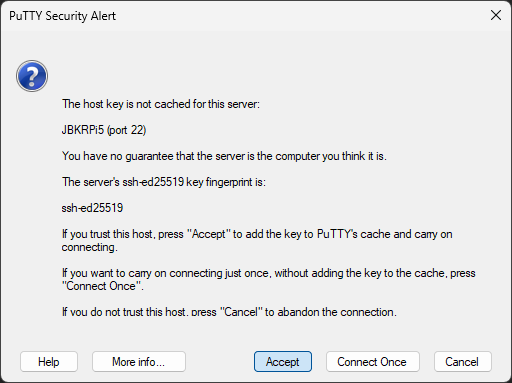 PuTTY Security Alert
The host key is not cached for this server:
JBKRPi5 (port 22)
You have no guarantee that the server is the computer you think it is.
The server's ssh-ed25519 key fingerprint is:
ssh-ed25519
If you trust this host, press "Accept" to add the key to PuTTY's cache and carry on
connecting.
If you want to carry on connecting just once, without adding the key to the cache, press
"Connect Once".
If you do not trust this host, press "Cancel" to abandon the connection.
Help
More info...
Accept
Connect Once
Cancel